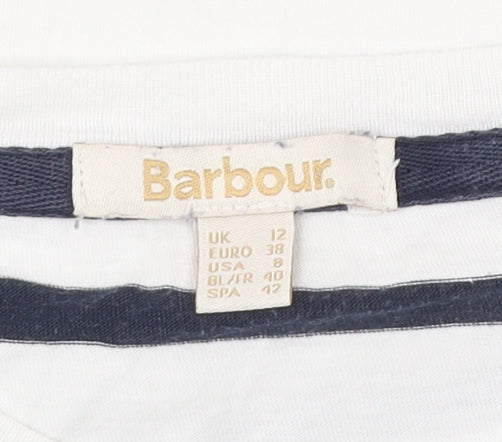 Barbour.
UK 12
EURO 38
USA 8
BL/FR 40
SPA 42